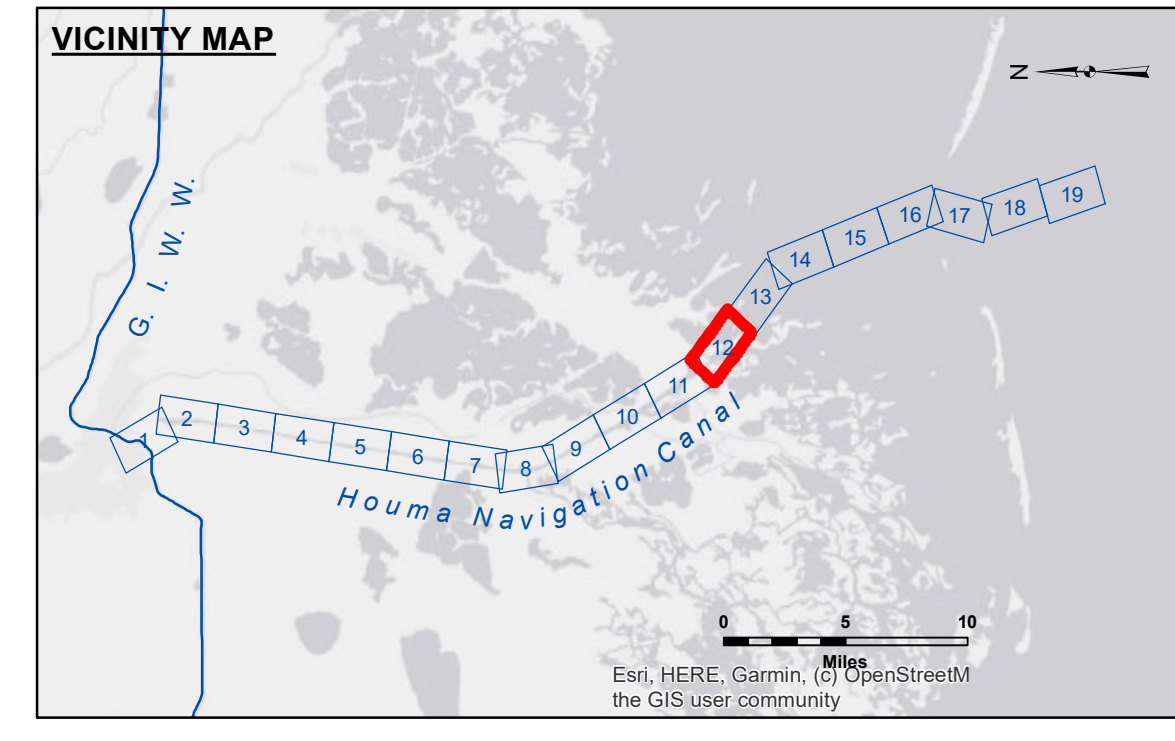 VICINITY MAP
N
G. I. W. W.
1
2
3
4
5
6
7
8
9
10
11
12
13
14
15
16
17
18
19
Houma Navigation Canal
0 5 10
Miles
Esri, HERE, Garmin, (c) OpenStreetM
the GIS user community